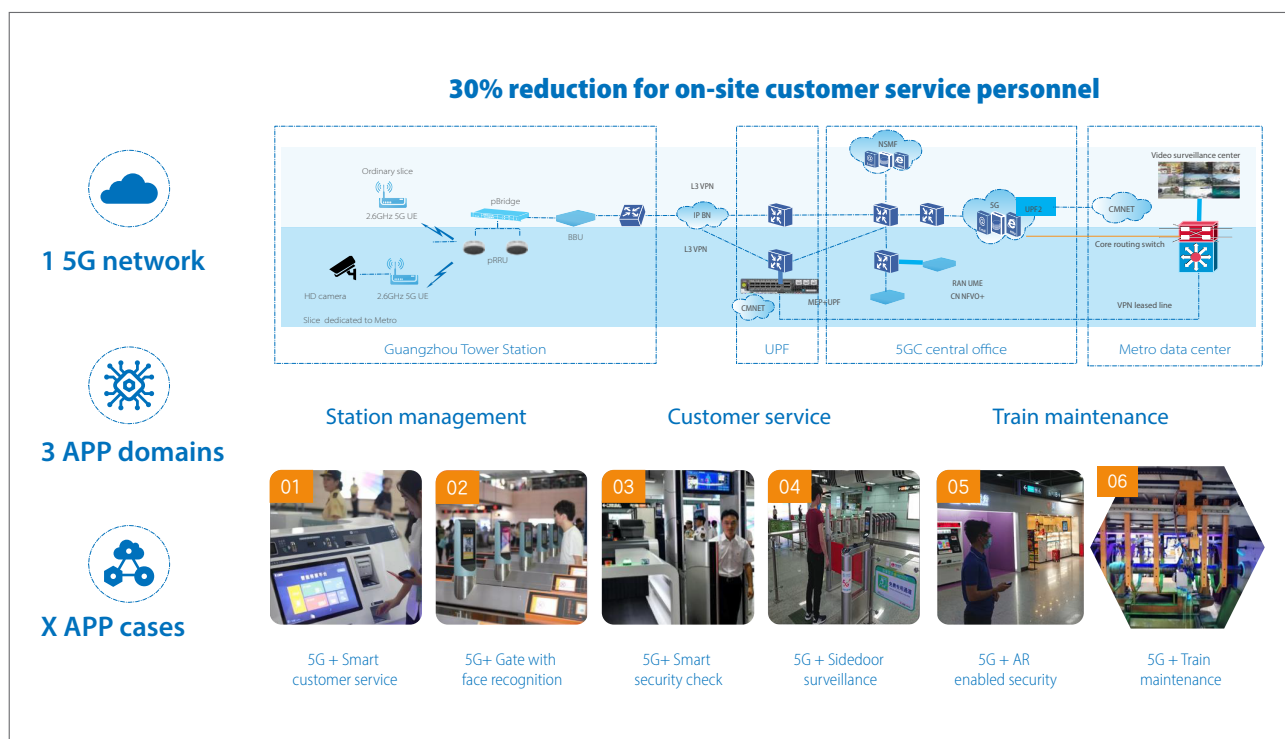 30% reduction for on-site customer service personnel
1 5G network
3 APP domains
X APP cases
Ordinary slice
2.6GHz 5G UE
pBridge
pRRU
BBU
HD camera
2.6GHz 5G UE
Slice dedicated to Metro
Guangzhou Tower Station
L3 VPN
IP BN
L3 VPN
CMNET
MEP+UPF
UPF
NSMF
5G
UPF2
RAN UME
CN NFVO+
5GC central office
Video surveillance center
CMNET
Core routing switch
VPN leased line
Metro data center
Station management
Customer service
Train maintenance
01
02
03
04
05
06
5G + Smart
customer service
5G+ Gate with
face recognition
5G+ Smart
security check
5G + Sidedoor
surveillance
5G + AR
enabled security
5G + Train
maintenance